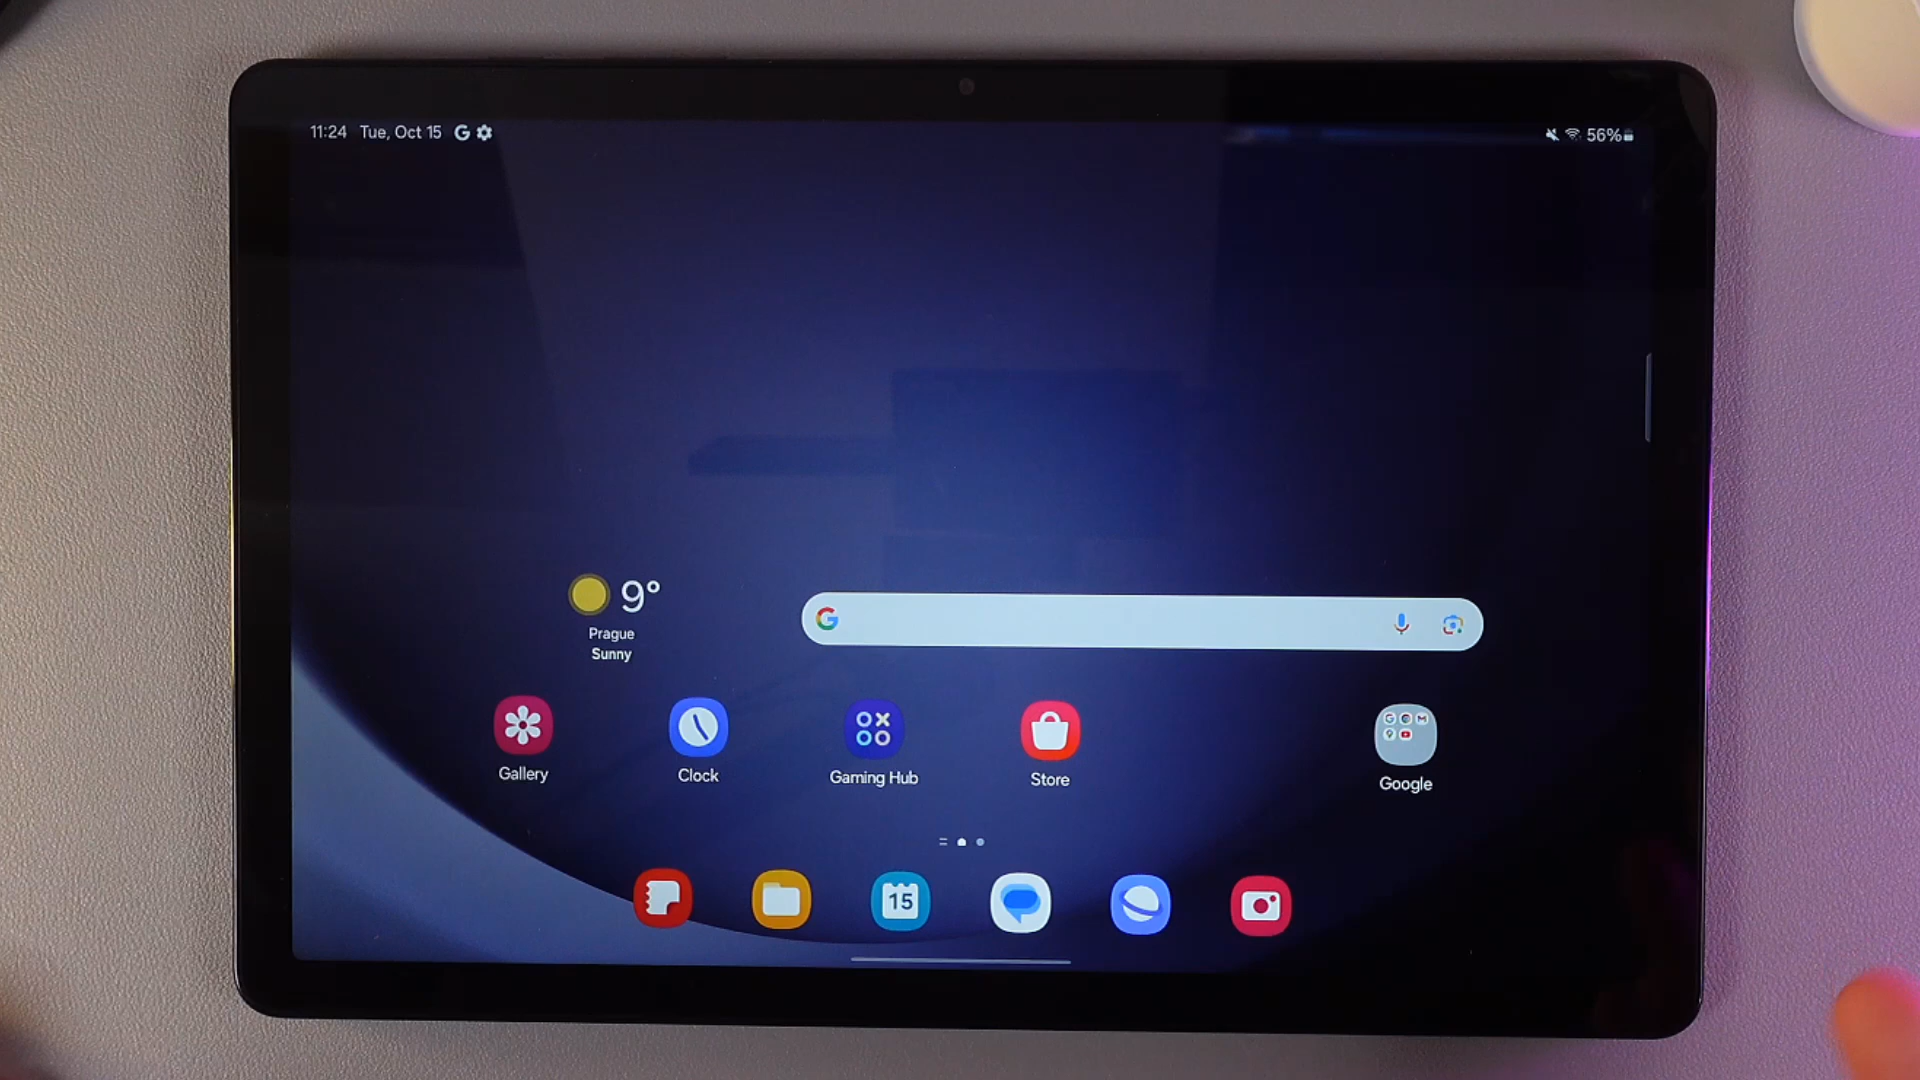 11:24 Tue, Oct 15 G
56%
9°
Prague
Sunny
G
Gallery
Clock
Gaming Hub
Store
Google
15